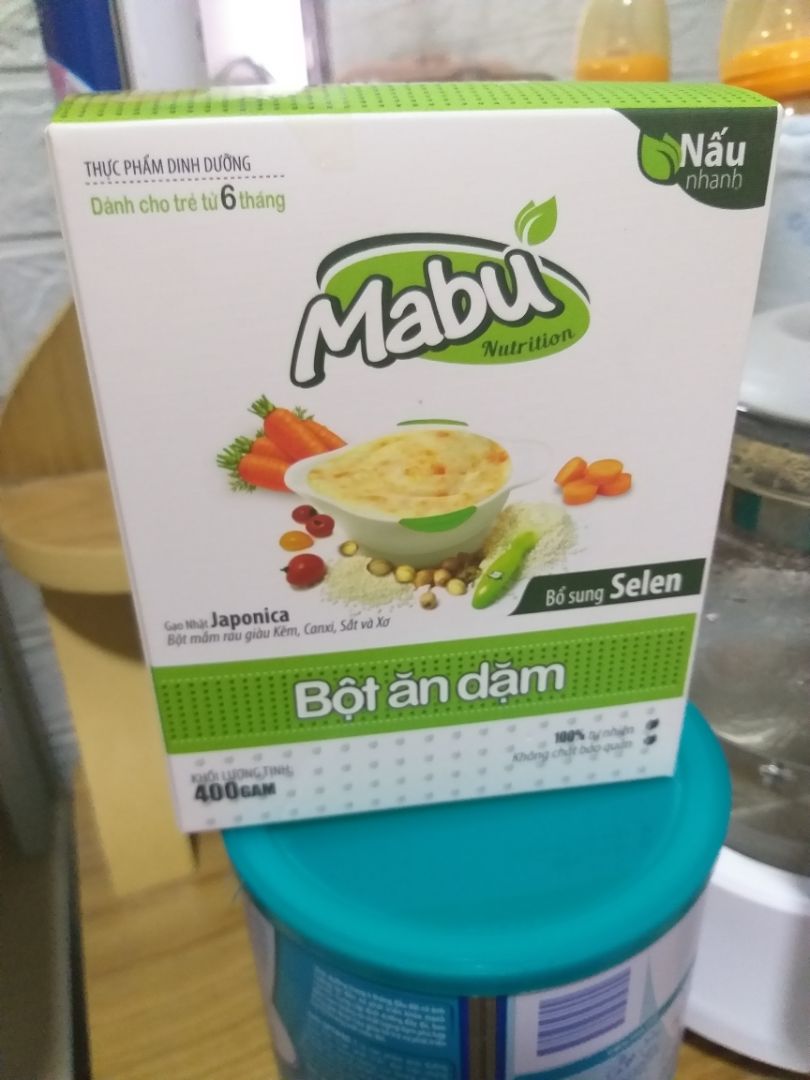 THỰC PHẨM DINH DƯỠNG
Dành cho trẻ từ 6 tháng
Nấu
nhanh
Mabu
Nutrition
Bổ sung Selen
Gạo Nhật Japonica
Bột mầm rau giàu Kẽm, Canxi, Sắt và Xơ
Bột ăn dặm
100% tự nhiên
Không chất bảo quản
KHỐI LƯỢNG TỊNH:
400GAM